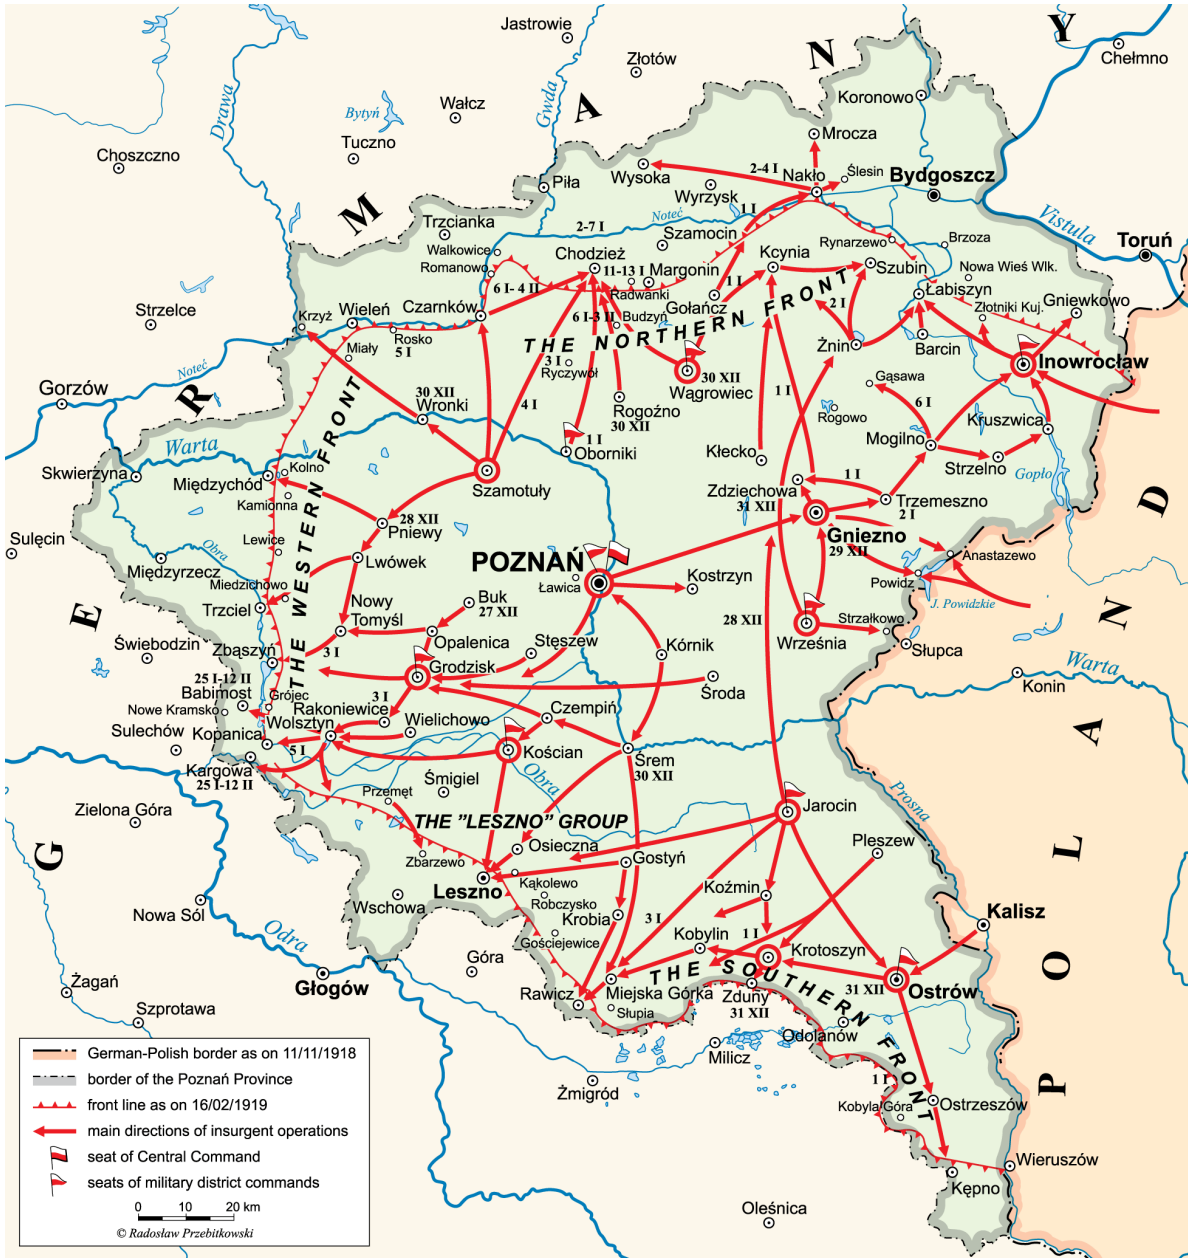 Jastrowie
Złotów
Chełmno
Wałcz
Bytyń
Gwda
Drawa
Koronowo
Tuczno
Choszczno
Mrocza
Wysoka
2-4 I
Nakło
Ślesin
Bydgoszcz
Piła
Wyrzysk
Trzcianka
2-7 I
Noteć
1 I
Vistula
Toruń
Szamocin
Walkowice
Romanowo
Chodzież
Kcynia
Rynarzewo
Brzoza
11-13 I
Margonin
Szubin
Nowa Wieś Wlk.
6 I- 4 II
Radwanki
1 I
Gołańcz
Łabiszyn
Gniewkowo
Strzelce
Krzyż
Wieleń
Czarnków
6 I-3 II
Budzyń
2 I
Złotniki Kuj.
Rosko
5 I
Miały
THE NORTHERN FRONT
Żnin
Barcin
Inowrocław
Noteć
3 I
Ryczywół
30 XII
Wągrowiec
1 I
Gąsawa
Gorzów
30 XII
Wronki
4 I
Rogoźno
30 XII
Rogowo
6 I
Kruszwica
Warta
1 I
Oborniki
Kłecko
Mogilno
Strzelno
Gopło
Skwierzyna
Kolno
Międzychód
Kamionna
Szamotuły
Zdziechowa
31 XII
1 I
Trzemeszno
2 I
28 XII
Pniewy
Gniezno
29 XII
Sulęcin
Obra
Lewice
Lwówek
POZNAŃ
Ławica
Anastazewo
Międzyrzecz
Miedzichowo
Kostrzyn
Powidz
J. Powidzkie
Trzciel
Nowy
Tomyśl
Buk
27 XII
28 XII
Strzałkowo
Września
Słupca
Świebodzin
Opalenica
Stęszew
Kórnik
Zbąszyń
3 I
Grodzisk
THE WESTERN FRONT
Warta
Konin
25 I-12 II
Babimost
Grójec
3 I
Środa
Nowe Kramsko
Rakoniewice
Wielichowo
Czempiń
Sulechów
Kopanica
Wolsztyn
5 I
Kościan
Śrem
30 XII
Kargowa
25 I-12 II
Śmigiel
Obra
Prosna
Przemęt
Zielona Góra
Jarocin
THE "LESZNO" GROUP
Osieczna
Pleszew
Zbarzewo
Gostyń
Leszno
Kąkolewo
Koźmin
Nowa Sól
Wschowa
Robczysko
Krobia
3 I
Kalisz
Odra
Gościejewice
Kobylin
1 I
Krotoszyn
Góra
THE SOUTHERN FRONT
Żagań
Głogów
Rawicz
Miejska Górka
Słupia
Zduny
31 XII
31 XII
Ostrów
Szprotawa
Odolanów
Milicz
Żmigród
1 I
Kobyla Góra
Ostrzeszów
Wieruszów
Kępno
Oleśnica
GERMANY
POLAND
German-Polish border as on 11/11/1918
border of the Poznań Province
front line as on 16/02/1919
main directions of insurgent operations
seat of Central Command
seats of military district commands
0 10 20 km
© Radosław Przebitkowski